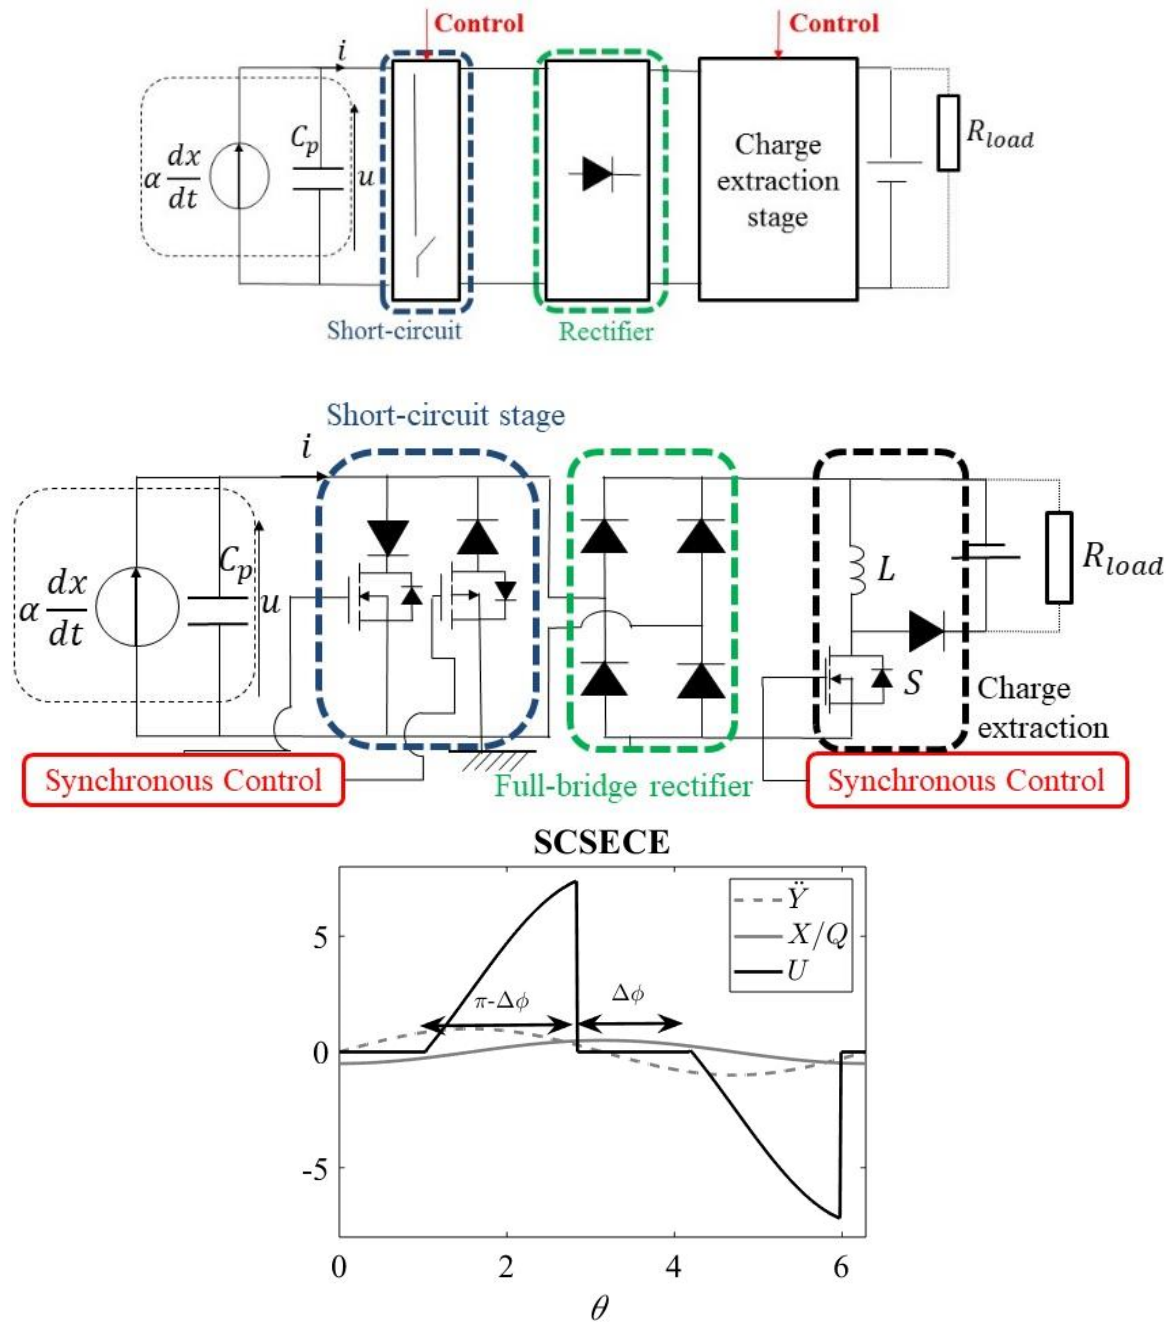 Control
Control
i
C_p
α dx/dt
u
Charge
extraction
stage
R_load
Short-circuit
Rectifier
Short-circuit stage
i
C_p
α dx/dt
u
L
R_load
S
Charge
extraction
Synchronous Control
Full-bridge rectifier
Synchronous Control
SCSECE
Ÿ
X/Q
U
5
π-Δϕ
Δϕ
0
-5
0
2
4
6
θ